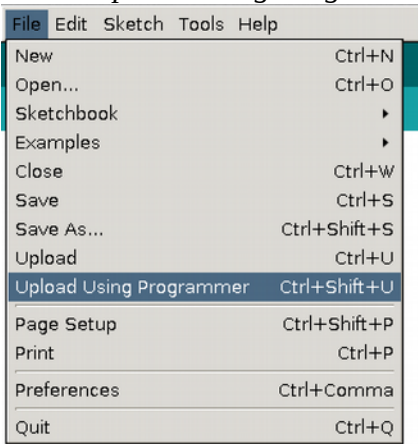 File Edit Sketch Tools Help
New Ctrl+N
Open... Ctrl+O
Sketchbook
Examples
Close Ctrl+W
Save Ctrl+S
Save As... Ctrl+Shift+S
Upload Ctrl+U
Upload Using Programmer Ctrl+Shift+U
Page Setup Ctrl+Shift+P
Print Ctrl+P
Preferences Ctrl+Comma
Quit Ctrl+Q